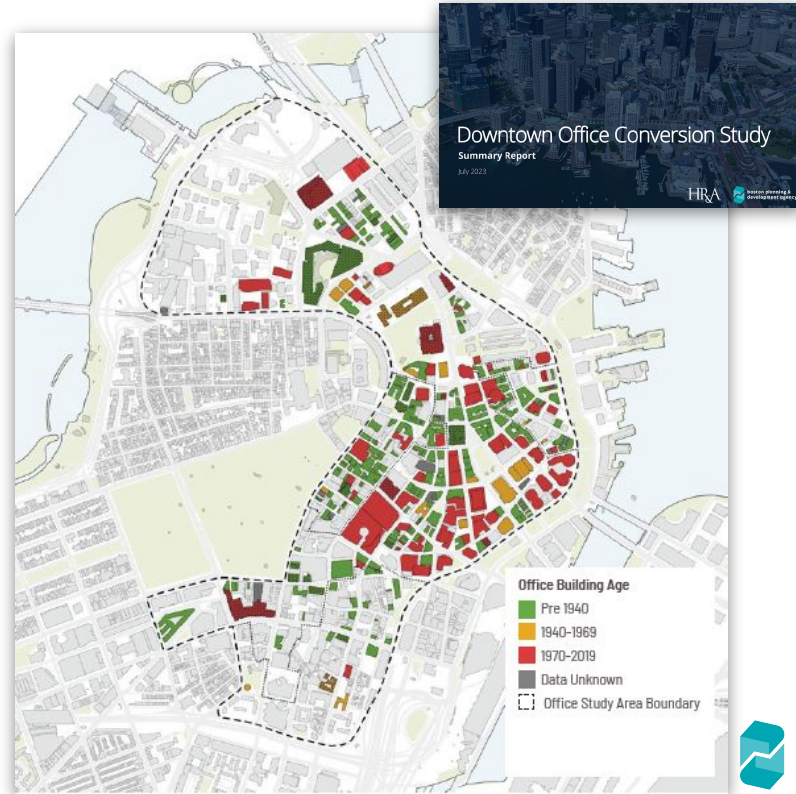 Downtown Office Conversion Study
Summary Report
July 2023
HR&A
boston planning &
development agency
Office Building Age
Pre 1940
1940-1969
1970-2019
Data Unknown
Office Study Area Boundary